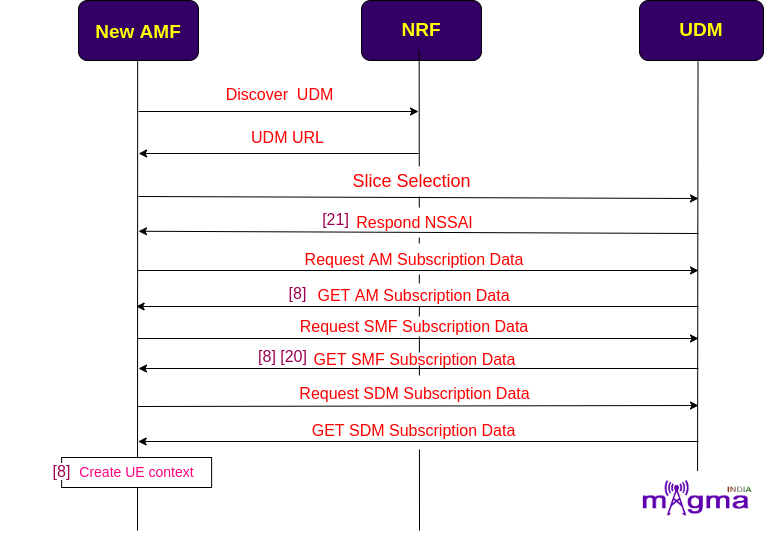 New AMF
NRF
UDM
Discover  UDM
UDM URL
Slice Selection
[21] Respond NSSAI
Request AM Subscription Data
[8] GET AM Subscription Data
Request SMF Subscription Data
[8] [20] GET SMF Subscription Data
Request SDM Subscription Data
GET SDM Subscription Data
[8] Create UE context
INDIA
magma